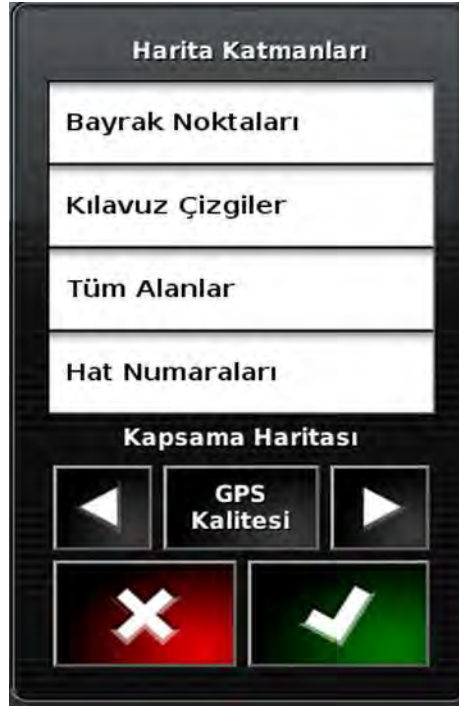 Harita Katmanları
Bayrak Noktaları
Kılavuz Çizgiler
Tüm Alanlar
Hat Numaraları
Kapsama Haritası
GPS
Kalitesi